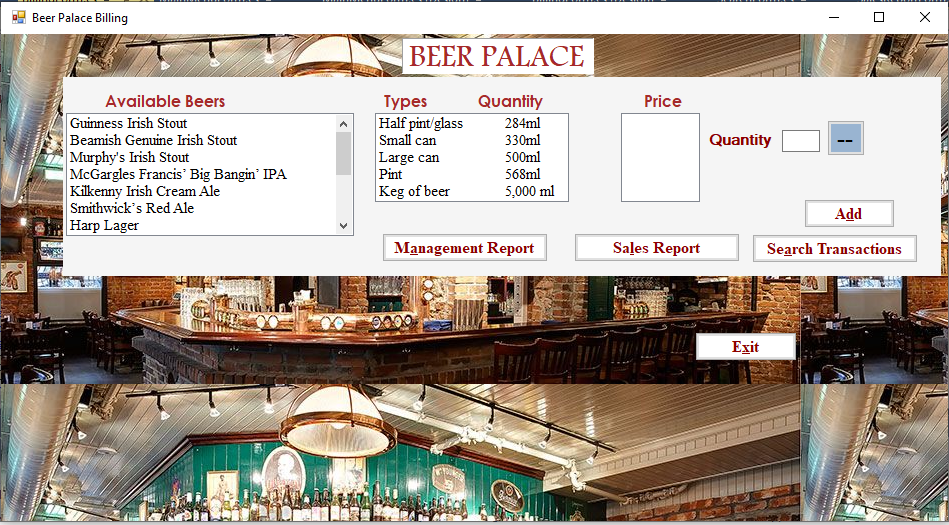 Beer Palace Billing
BEER PALACE
Available Beers Types Quantity Price
Guinness Irish Stout
Beamish Genuine Irish Stout
Murphy's Irish Stout
McGargles Francis’ Big Bangin’ IPA
Kilkenny Irish Cream Ale
Smithwick’s Red Ale
Harp Lager
Half pint/glass 284ml
Small can 330ml
Large can 500ml
Pint 568ml
Keg of beer 5,000 ml
Quantity --
Add
Management Report Sales Report Search Transactions
Exit